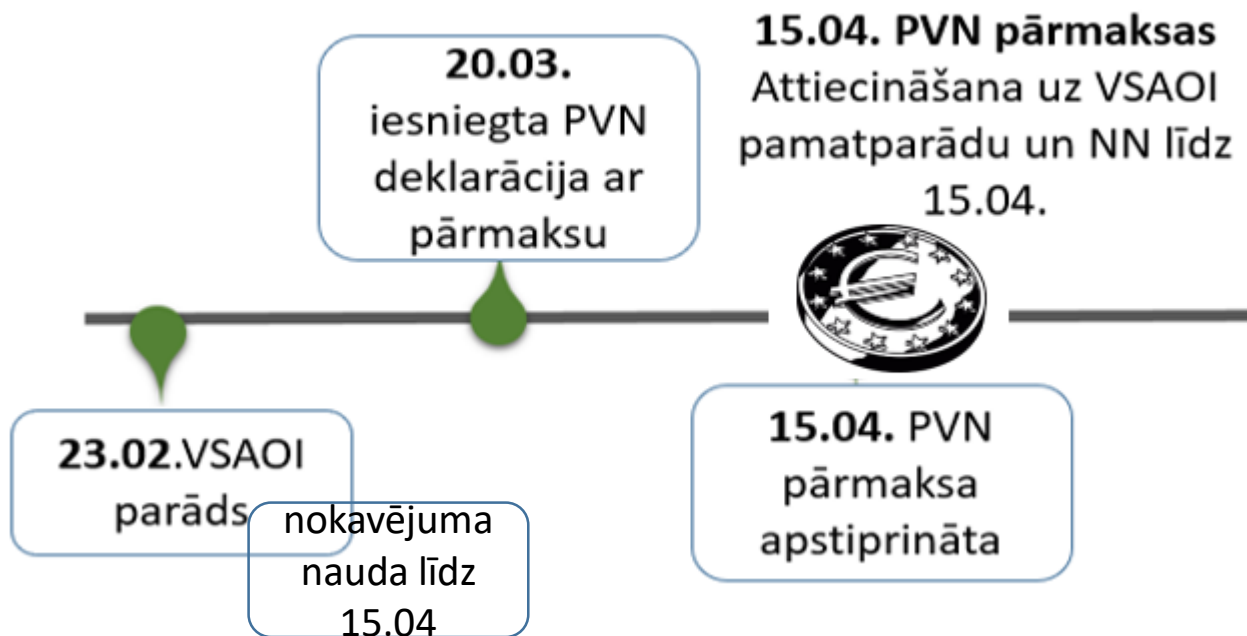 20.03.
iesniegta PVN
deklarācija ar
pārmaksu
15.04. PVN pārmaksas
Attiecināšana uz VSAOI
pamatparādu un NN līdz
15.04.
23.02.VSAOI
parāds
nokavējuma
nauda līdz
15.04
15.04. PVN
pārmaksa
apstiprināta